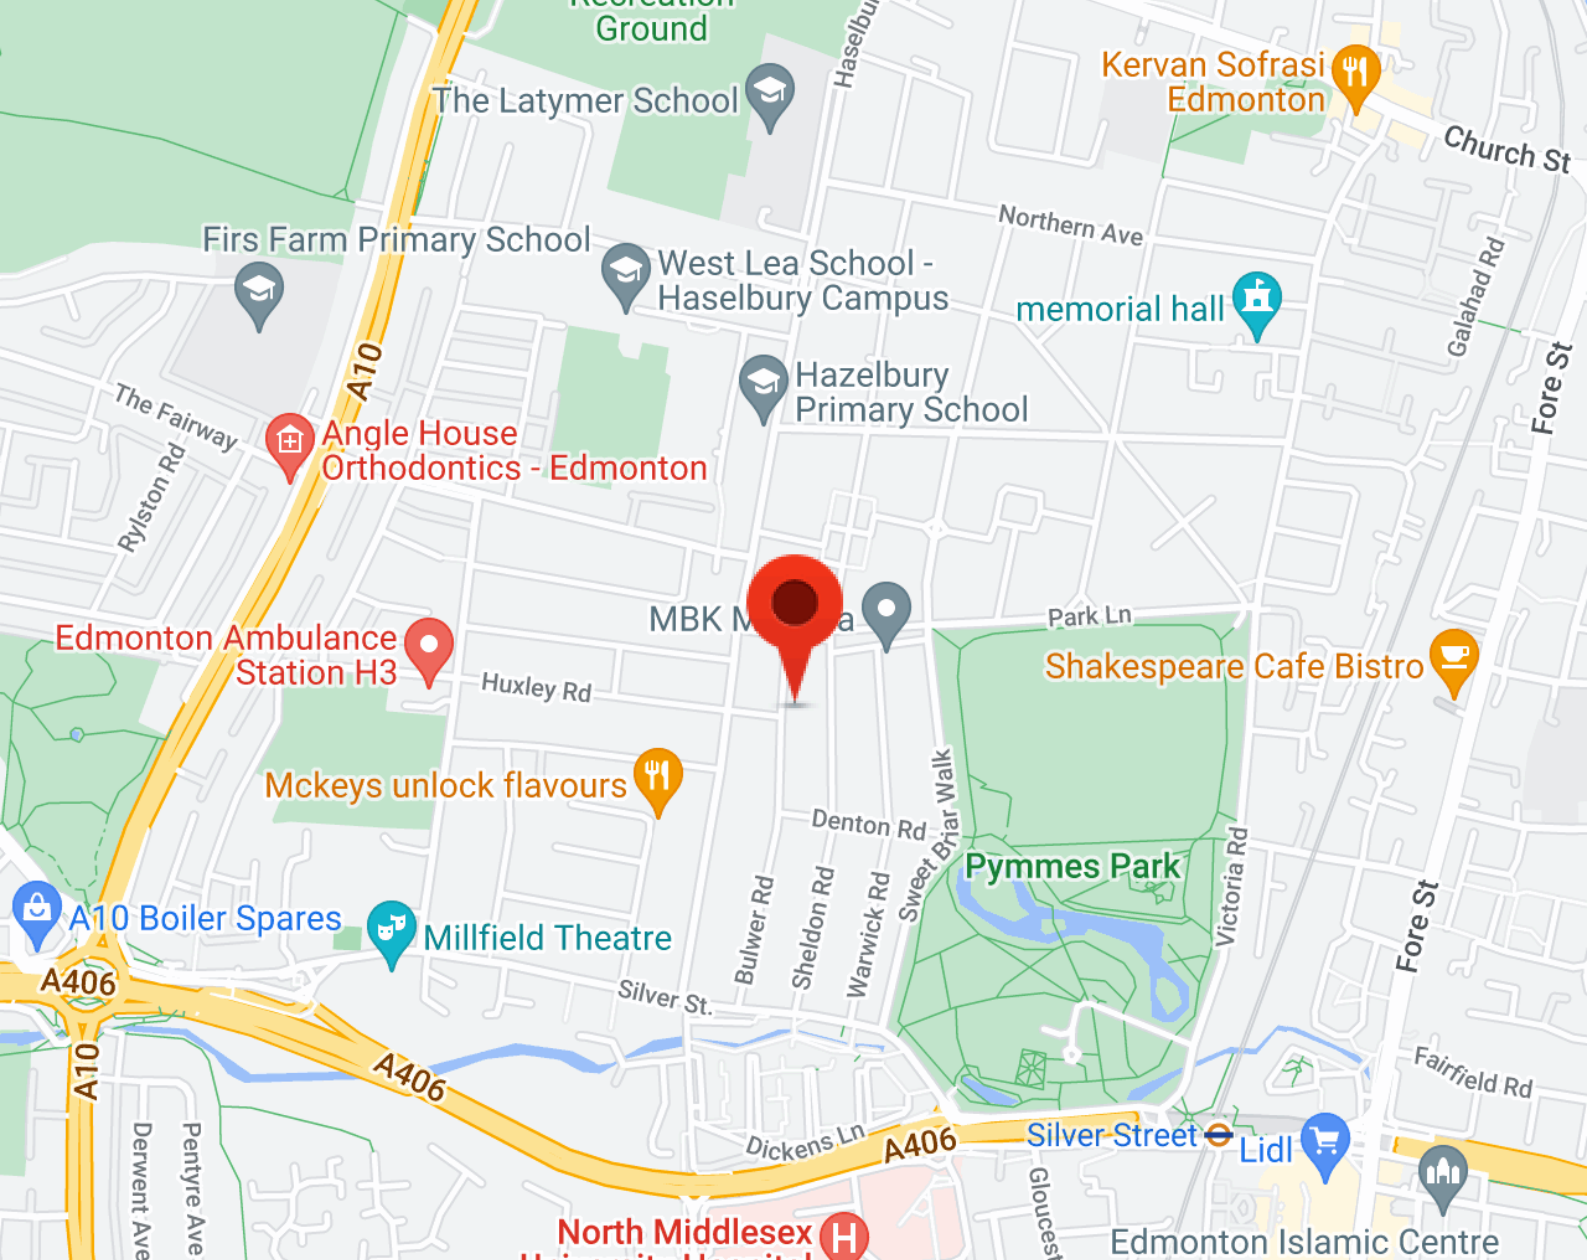 Recreation
Ground
Haselbu
The Latymer School
Kervan Sofrasi
Edmonton
Church St
Firs Farm Primary School
Northern Ave
West Lea School -
Haselbury Campus
Galahad Rd
memorial hall
A10
Fore St
Hazelbury
Primary School
The Fairway
Angle House
Orthodontics - Edmonton
Rylston Rd
MBK M
a
Park Ln
Edmonton Ambulance
Station H3
Shakespeare Cafe Bistro
Huxley Rd
Mckeys unlock flavours
Denton Rd
Sweet Briar Walk
Pymmes Park
Victoria Rd
A10 Boiler Spares
Millfield Theatre
Bulwer Rd
Sheldon Rd
Warwick Rd
Fore St
A406
Silver St.
A10
A406
Fairfield Rd
Derwent Ave
Pentyre Ave
Dickens Ln
A406
Silver Street
Lidl
Gloucest
North Middlesex
H
University Hospital
Edmonton Islamic Centre